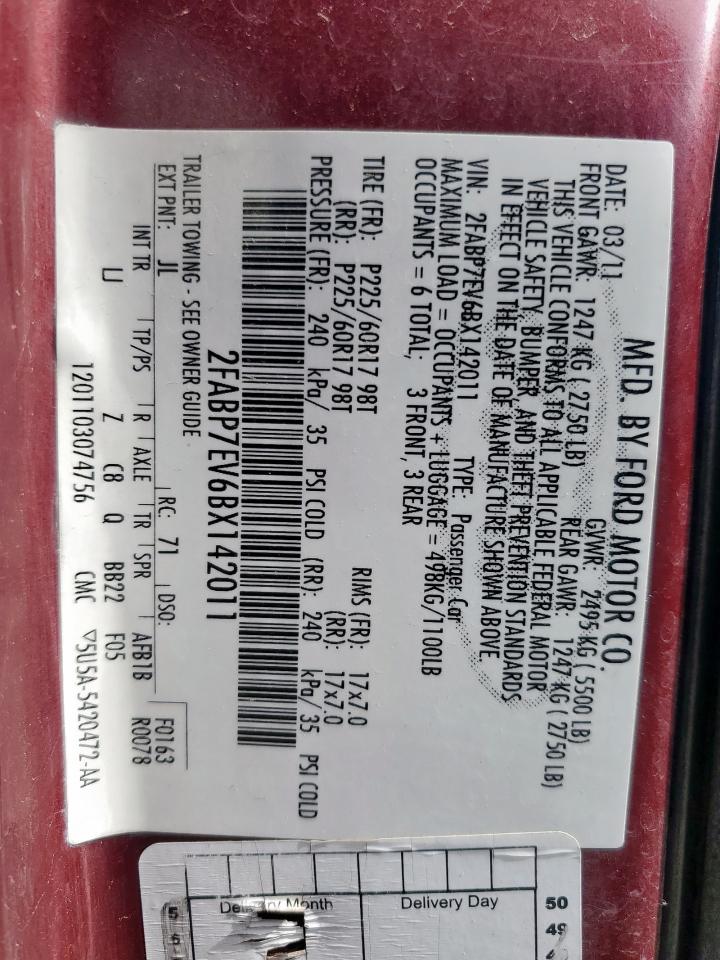 MFD. BY FORD MOTOR CO.
DATE: 03/11 GVWR: 2495 KG ( 5500 LB)
FRONT GAWR: 1247 KG ( 2750 LB) REAR GAWR: 1247 KG ( 2750 LB)
THIS VEHICLE CONFORMS TO ALL APPLICABLE FEDERAL MOTOR
VEHICLE SAFETY, BUMPER, AND THEFT PREVENTION STANDARDS
IN EFFECT ON THE DATE OF MANUFACTURE SHOWN ABOVE.
VIN: 2FABP7EV6BX142011 TYPE: Passenger Car
MAXIMUM LOAD = OCCUPANTS + LUGGAGE = 498KG/1100LB
OCCUPANTS = 6 TOTAL; 3 FRONT, 3 REAR
TIRE (FR): P225/60R17 98T RIMS (FR): 17x7.0
(RR): P225/60R17 98T (RR): 17x7.0
PRESSURE (FR): 240 kPa/ 35 PSI COLD (RR): 240 kPa/ 35 PSI COLD
2FABP7EV6BX142011
TRAILER TOWING - SEE OWNER GUIDE
EXT PNT: JL RC: 71 DSO: F0163
INT TR TP/PS R AXLE TR SPR AFB1B R0078
LJ Z C8 Q BB22 F05
1201103074756 CMC ▽5U5A-5420472-AA
Delivery Month Delivery Day
50
49
5